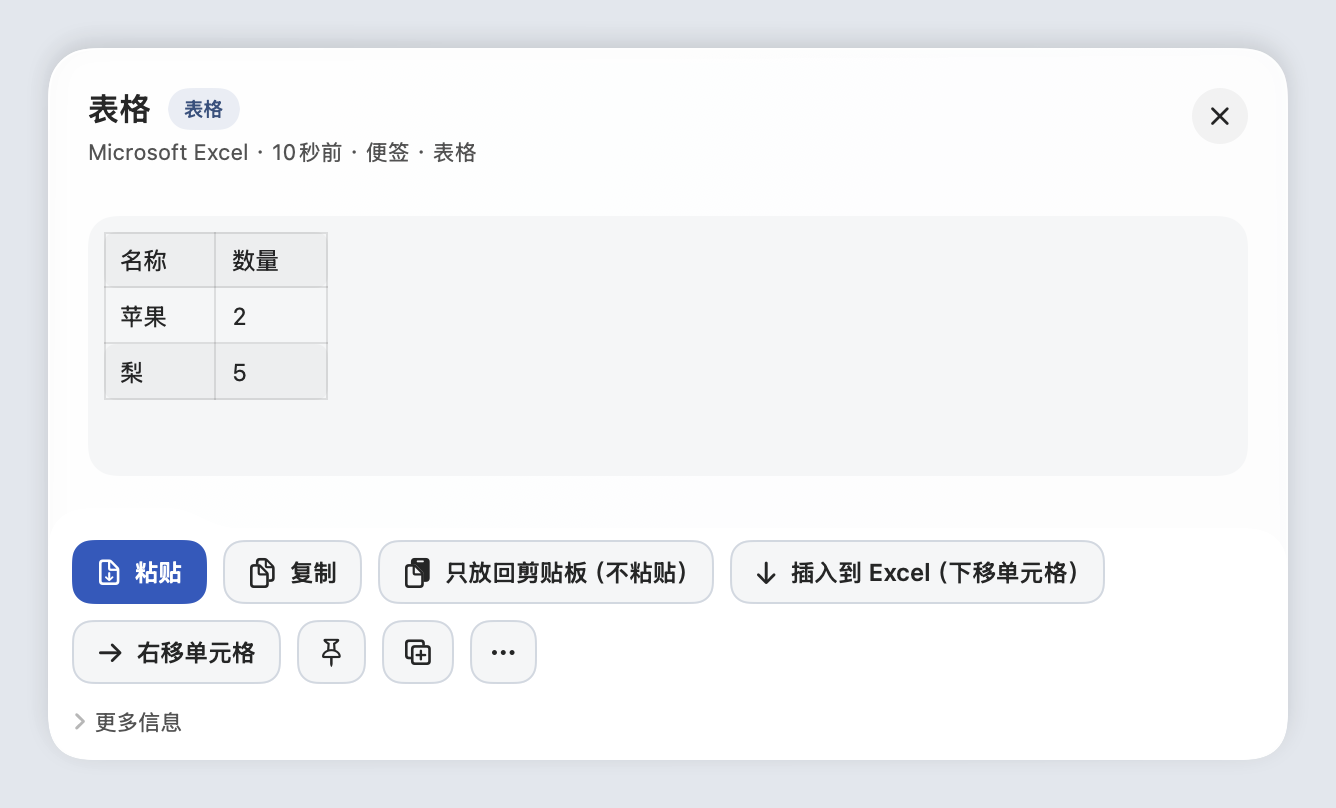 表格 表格
Microsoft Excel · 10秒前 · 便签 · 表格
名称 数量
苹果 2
梨 5
粘贴 复制 只放回剪贴板（不粘贴） 插入到 Excel（下移单元格）
右移单元格
更多信息